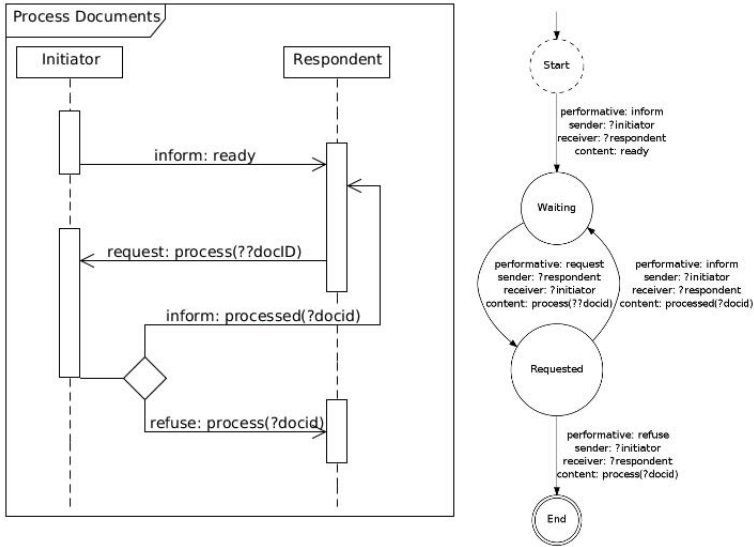 Process Documents
Initiator
Respondent
inform: ready
request: process(??docID)
inform: processed(?docid)
refuse: process(?docid)
Start
performative: inform
sender: ?initiator
receiver: ?respondent
content: ready
Waiting
performative: request
sender: ?respondent
receiver: ?initiator
content: process(??docid)
performative: inform
sender: ?initiator
receiver: ?respondent
content: processed(?docid)
Requested
performative: refuse
sender: ?initiator
receiver: ?respondent
content: process(?docid)
End